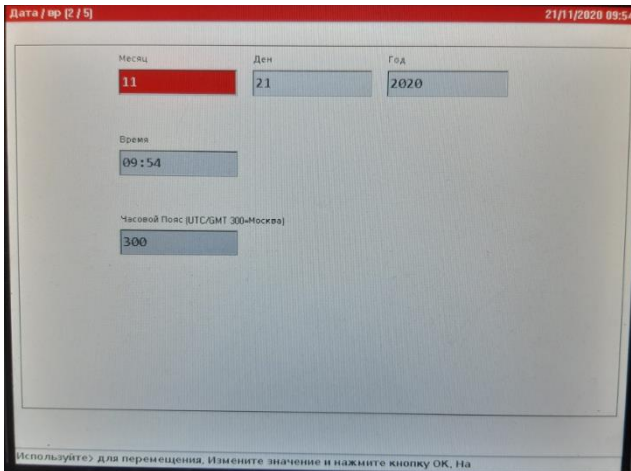 Дата / вр (2 / 5) 21/11/2020 09:54
Месяц Ден Год
11 21 2020
Время
09:54
Часовой Пояс (UTC/GMT 300=Москва)
300
Используйте> для перемещения, Измените значение и нажмите кнопку ОК, На